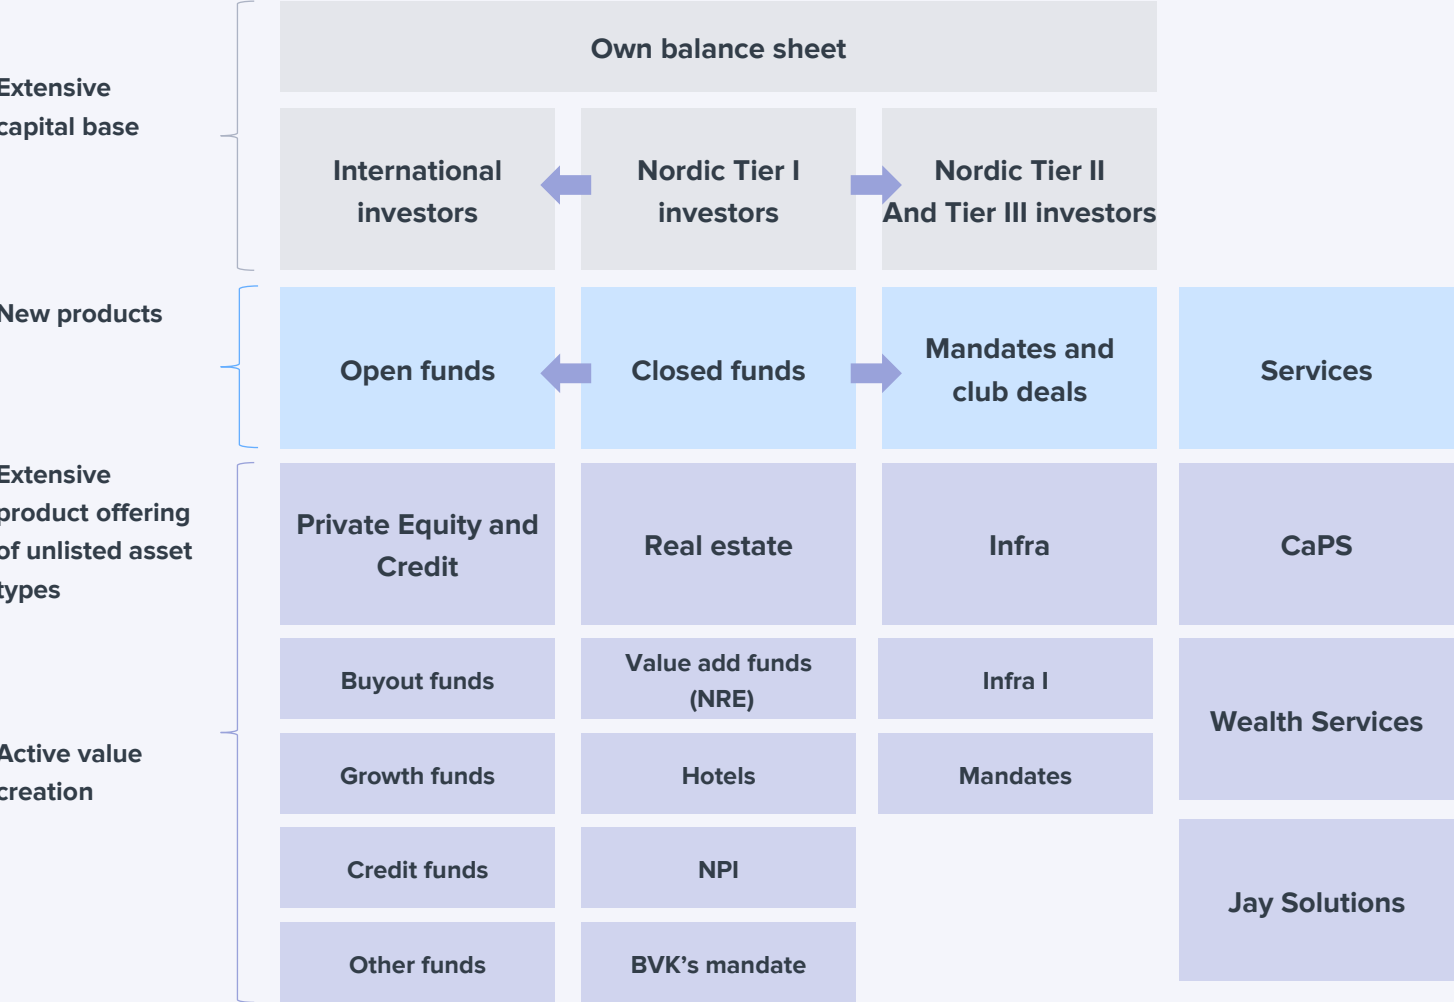 Own balance sheet
Extensive
capital base
International
investors
Nordic Tier I
investors
Nordic Tier II
And Tier III investors
New products
Open funds
Closed funds
Mandates and
club deals
Services
Extensive
product offering
of unlisted asset
types
Private Equity and
Credit
Real estate
Infra
CaPS
Active value
creation
Buyout funds
Value add funds
(NRE)
Infra I
Wealth Services
Growth funds
Hotels
Mandates
Credit funds
NPI
Jay Solutions
Other funds
BVK’s mandate